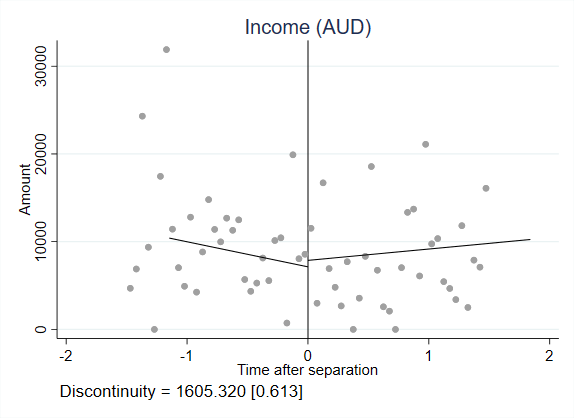 Income (AUD)
Amount
30000
20000
10000
0
-2 -1 0 1 2
Time after separation
Discontinuity = 1605.320 [0.613]